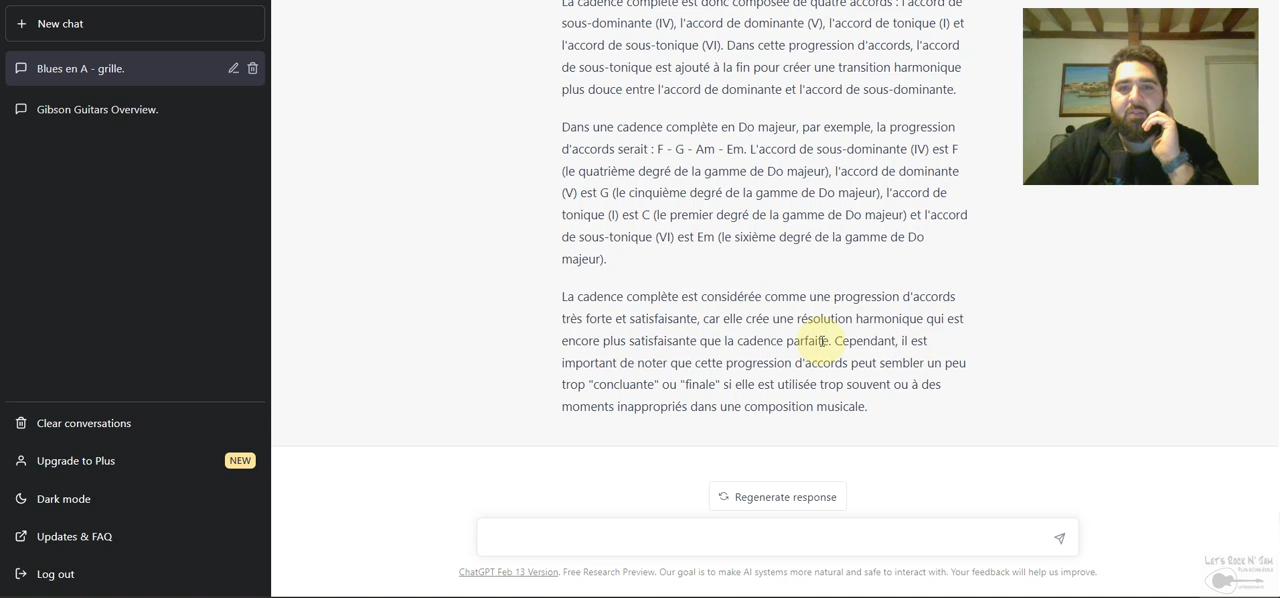 New chat
Blues en A - grille.
Gibson Guitars Overview.
Clear conversations
Upgrade to Plus
NEW
Dark mode
Updates & FAQ
Log out
La cadence complète est donc composée de quatre accords : l'accord de
sous-dominante (IV), l'accord de dominante (V), l'accord de tonique (I) et
l'accord de sous-tonique (VI). Dans cette progression d'accords, l'accord
de sous-tonique est ajouté à la fin pour créer une transition harmonique
plus douce entre l'accord de dominante et l'accord de sous-dominante.
Dans une cadence complète en Do majeur, par exemple, la progression
d'accords serait : F - G - Am - Em. L'accord de sous-dominante (IV) est F
(le quatrième degré de la gamme de Do majeur), l'accord de dominante
(V) est G (le cinquième degré de la gamme de Do majeur), l'accord de
tonique (I) est C (le premier degré de la gamme de Do majeur) et l'accord
de sous-tonique (VI) est Em (le sixième degré de la gamme de Do
majeur).
La cadence complète est considérée comme une progression d'accords
très forte et satisfaisante, car elle crée une résolution harmonique qui est
encore plus satisfaisante que la cadence parfaite. Cependant, il est
important de noter que cette progression d'accords peut sembler un peu
trop "concluante" ou "finale" si elle est utilisée trop souvent ou à des
moments inappropriés dans une composition musicale.
Regenerate response
ChatGPT Feb 13 Version. Free Research Preview. Our goal is to make AI systems more natural and safe to interact with. Your feedback will help us improve.
Let's Rock N' Jam